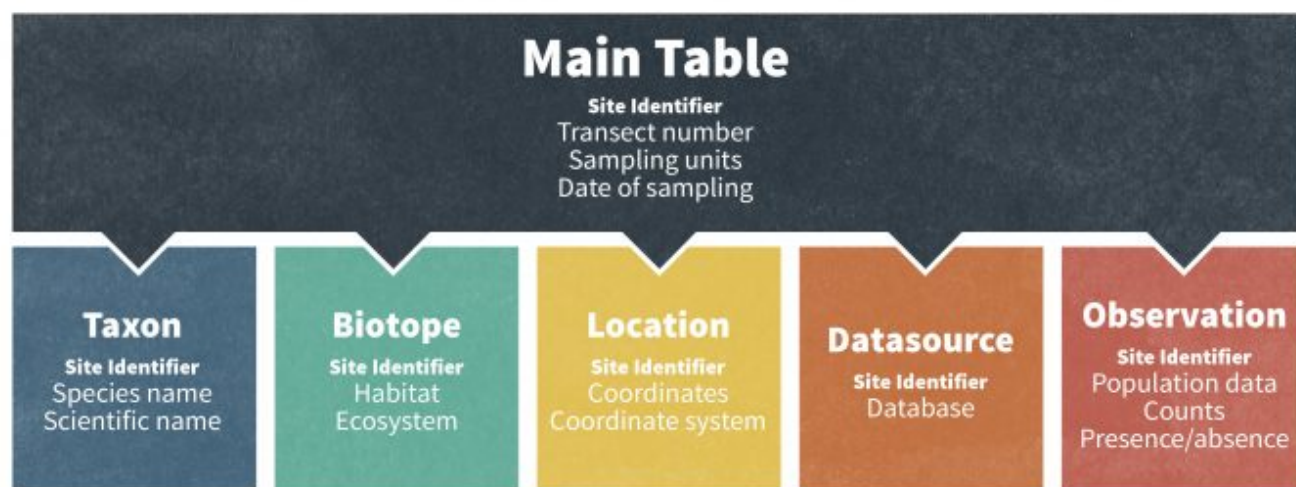 Main Table
Site Identifier
Transect number
Sampling units
Date of sampling
Taxon
Site Identifier
Species name
Scientific name
Biotope
Site Identifier
Habitat
Ecosystem
Location
Site Identifier
Coordinates
Coordinate system
Datasource
Site Identifier
Database
Observation
Site Identifier
Population data
Counts
Presence/absence